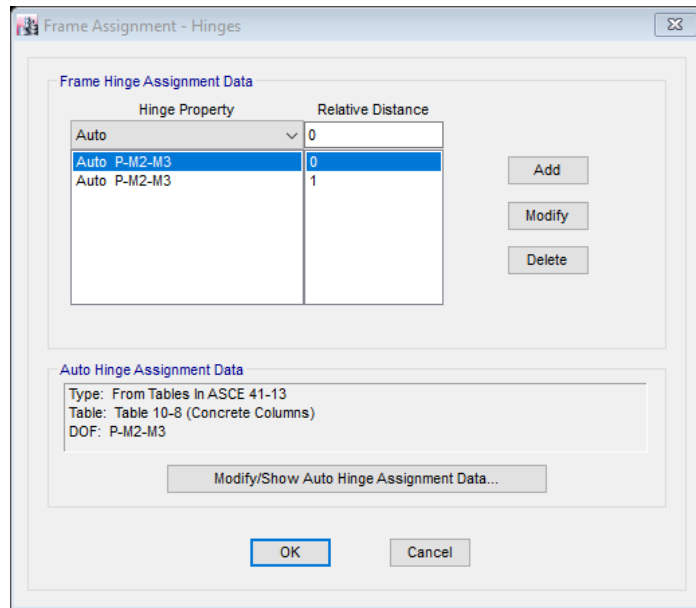 Frame Assignment - Hinges
Frame Hinge Assignment Data
Hinge Property Relative Distance
Auto 0
Auto P-M2-M3 0
Auto P-M2-M3 1
Add
Modify
Delete
Auto Hinge Assignment Data
Type: From Tables In ASCE 41-13
Table: Table 10-8 (Concrete Columns)
DOF: P-M2-M3
Modify/Show Auto Hinge Assignment Data...
OK Cancel